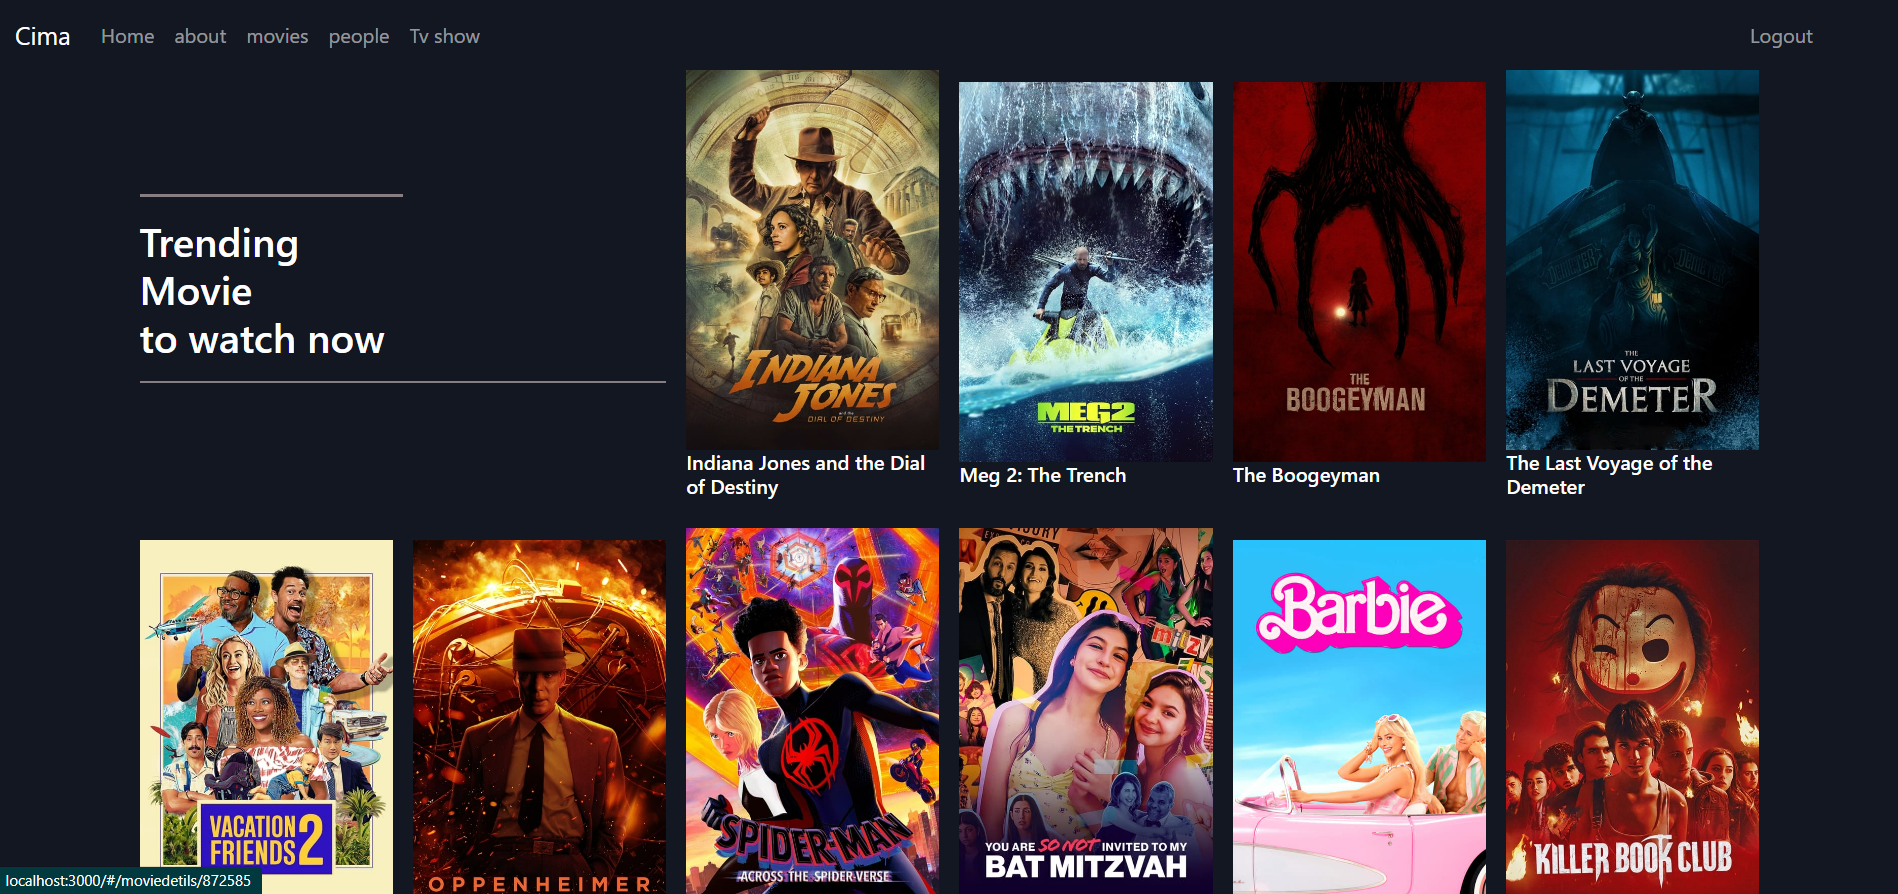 Cima Home about movies people Tv show Logout
Trending
Movie
to watch now
INDIANA
JONES
and the
DIAL OF DESTINY
Indiana Jones and the Dial
of Destiny
MEG2
THE TRENCH
Meg 2: The Trench
THE
BOOGEYMAN
The Boogeyman
THE
LAST VOYAGE
OF THE
DEMETER
The Last Voyage of the
Demeter
VACATION
FRIENDS 2
OPPENHEIMER
SPIDER-MAN
ACROSS THE SPIDER-VERSE
YOU ARE SO NOT INVITED TO MY
BAT MITZVAH
Barbie
KILLER BOOK CLUB
localhost:3000/#/moviedetils/872585